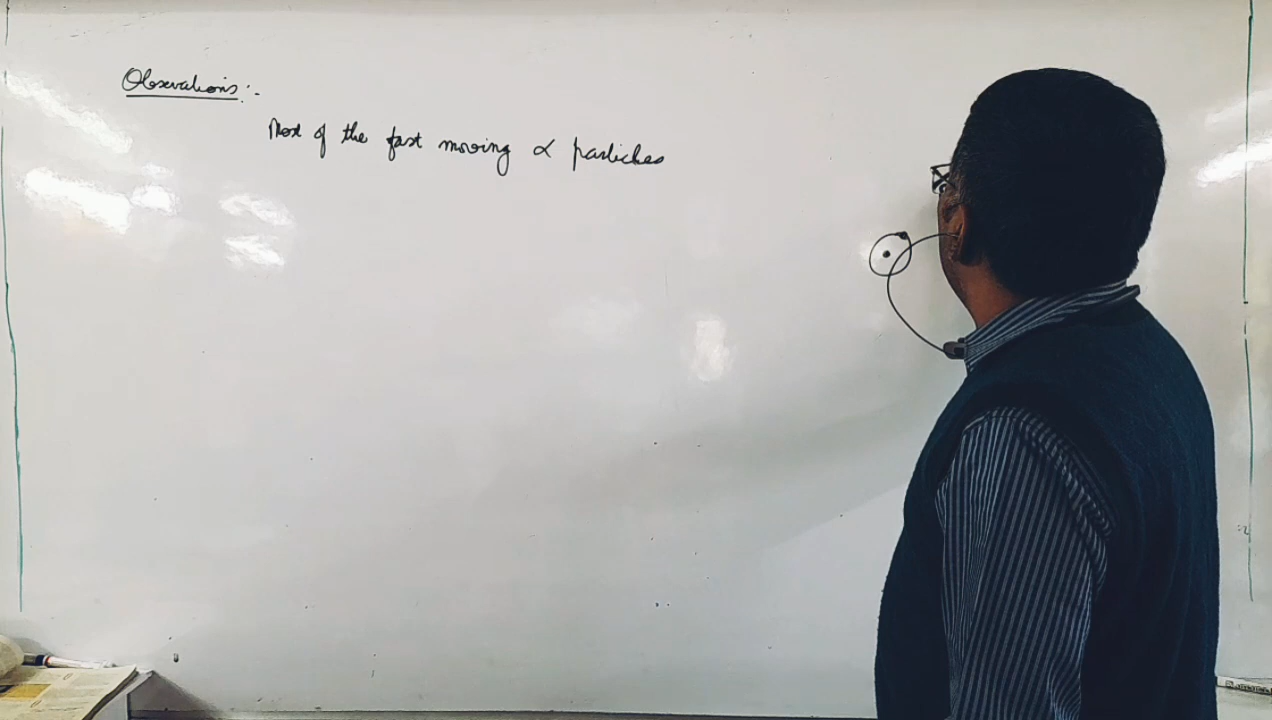 Observations:-
Most of the fast moving α particles